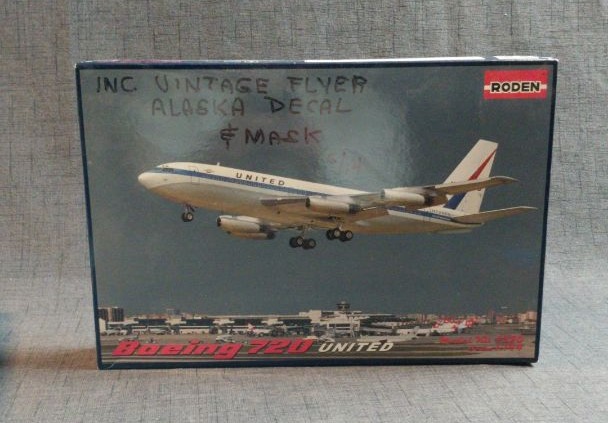 INC. VINTAGE FLYER
ALASKA DECAL
& MASK
RODEN
UNITED
Boeing 720 UNITED